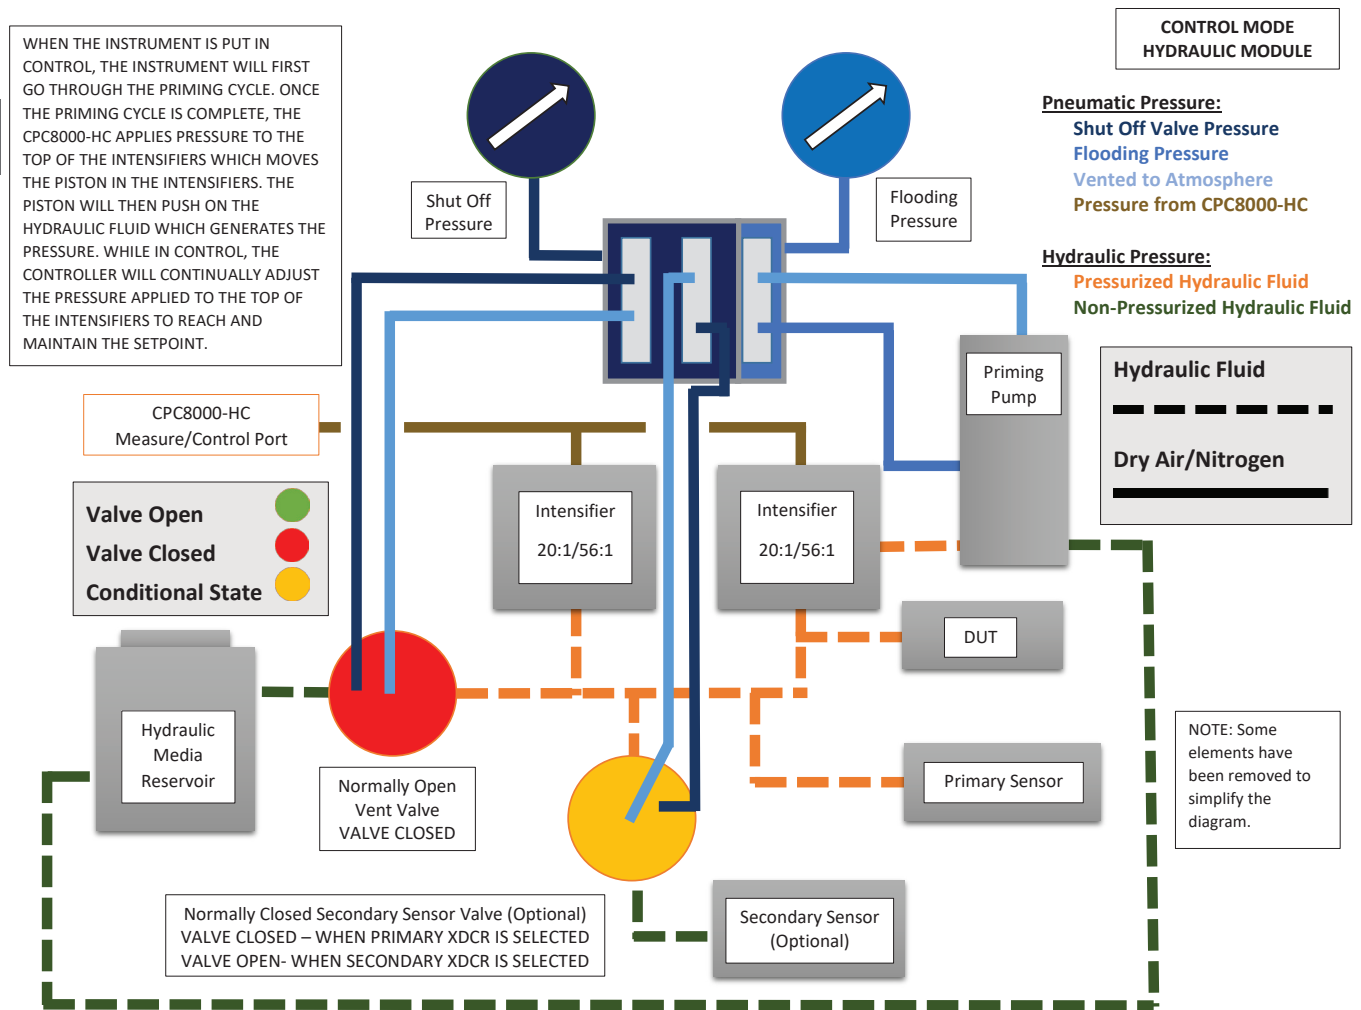 WHEN THE INSTRUMENT IS PUT IN
CONTROL, THE INSTRUMENT WILL FIRST
GO THROUGH THE PRIMING CYCLE. ONCE
THE PRIMING CYCLE IS COMPLETE, THE
CPC8000-HC APPLIES PRESSURE TO THE
TOP OF THE INTENSIFIERS WHICH MOVES
THE PISTON IN THE INTENSIFIERS. THE
PISTON WILL THEN PUSH ON THE
HYDRAULIC FLUID WHICH GENERATES THE
PRESSURE. WHILE IN CONTROL, THE
CONTROLLER WILL CONTINUALLY ADJUST
THE PRESSURE APPLIED TO THE TOP OF
THE INTENSIFIERS TO REACH AND
MAINTAIN THE SETPOINT.
Shut Off
Pressure
Flooding
Pressure
CONTROL MODE
HYDRAULIC MODULE
Pneumatic Pressure:
Shut Off Valve Pressure
Flooding Pressure
Vented to Atmosphere
Pressure from CPC8000-HC
Hydraulic Pressure:
Pressurized Hydraulic Fluid
Non-Pressurized Hydraulic Fluid
Hydraulic Fluid
Dry Air/Nitrogen
Priming
Pump
CPC8000-HC
Measure/Control Port
Valve Open
Valve Closed
Conditional State
Intensifier
20:1/56:1
Intensifier
20:1/56:1
DUT
Hydraulic
Media
Reservoir
Normally Open
Vent Valve
VALVE CLOSED
Primary Sensor
NOTE: Some
elements have
been removed to
simplify the
diagram.
Normally Closed Secondary Sensor Valve (Optional)
VALVE CLOSED – WHEN PRIMARY XDCR IS SELECTED
VALVE OPEN- WHEN SECONDARY XDCR IS SELECTED
Secondary Sensor
(Optional)